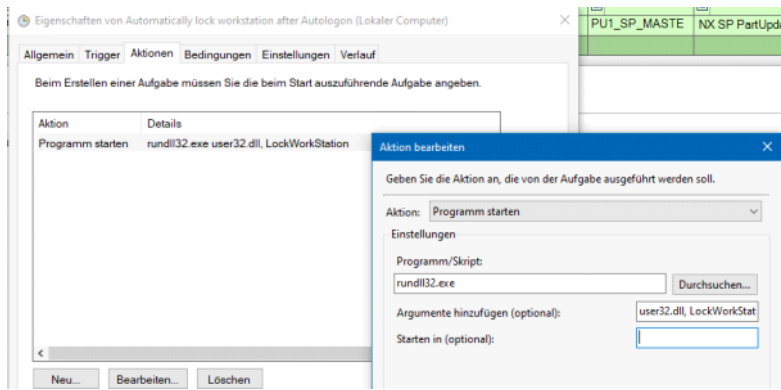 Eigenschaften von Automatically lock workstation after Autologon (Lokaler Computer)
PU1_SP_MASTE
NX SP PartUpda
Allgemein Trigger Aktionen Bedingungen Einstellungen Verlauf
Beim Erstellen einer Aufgabe müssen Sie die beim Start auszuführende Aufgabe angeben.
Aktion Details
Programm starten rundll32.exe user32.dll, LockWorkStation
Aktion bearbeiten
Geben Sie die Aktion an, die von der Aufgabe ausgeführt werden soll.
Aktion: Programm starten
Einstellungen
Programm/Skript:
rundll32.exe Durchsuchen...
Argumente hinzufügen (optional): user32.dll, LockWorkStat
Starten in (optional):
Neu... Bearbeiten... Löschen